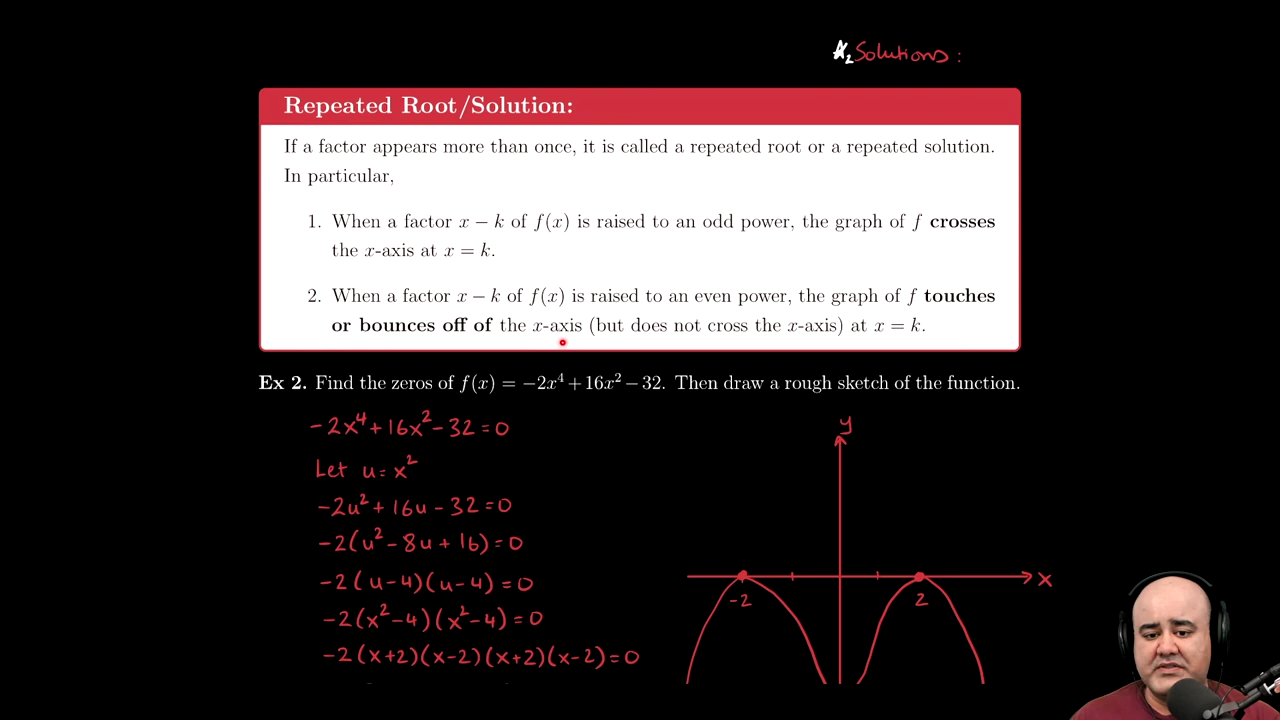 A₂ Solutions:
Repeated Root/Solution:
If a factor appears more than once, it is called a repeated root or a repeated solution.
In particular,
1. When a factor x − k of f(x) is raised to an odd power, the graph of f crosses
the x-axis at x = k.
2. When a factor x − k of f(x) is raised to an even power, the graph of f touches
or bounces off of the x-axis (but does not cross the x-axis) at x = k.
Ex 2. Find the zeros of f(x) = −2x⁴ + 16x² − 32. Then draw a rough sketch of the function.
-2x⁴+16x²-32=0
Let u=x²
-2u²+16u-32=0
-2(u²-8u+16)=0
-2(u-4)(u-4)=0
-2(x²-4)(x²-4)=0
-2(x+2)(x-2)(x+2)(x-2)=0
y
x
-2
2